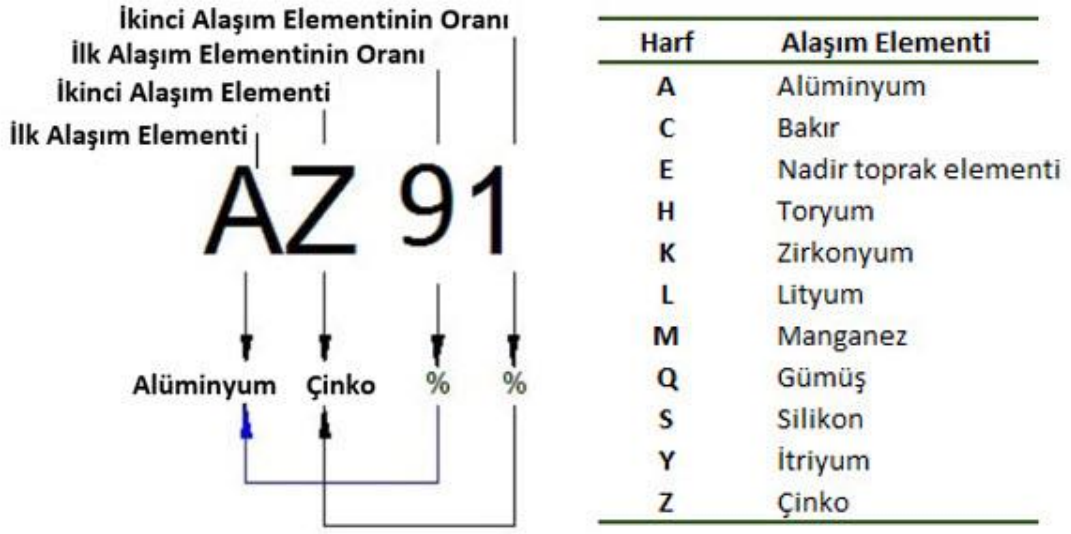 İkinci Alaşım Elementinin Oranı
İlk Alaşım Elementinin Oranı
İkinci Alaşım Elementi
İlk Alaşım Elementi
AZ 91
Alüminyum Çinko % %
Harf Alaşım Elementi
A Alüminyum
C Bakır
E Nadir toprak elementi
H Toryum
K Zirkonyum
L Lityum
M Manganez
Q Gümüş
S Silikon
Y İtriyum
Z Çinko